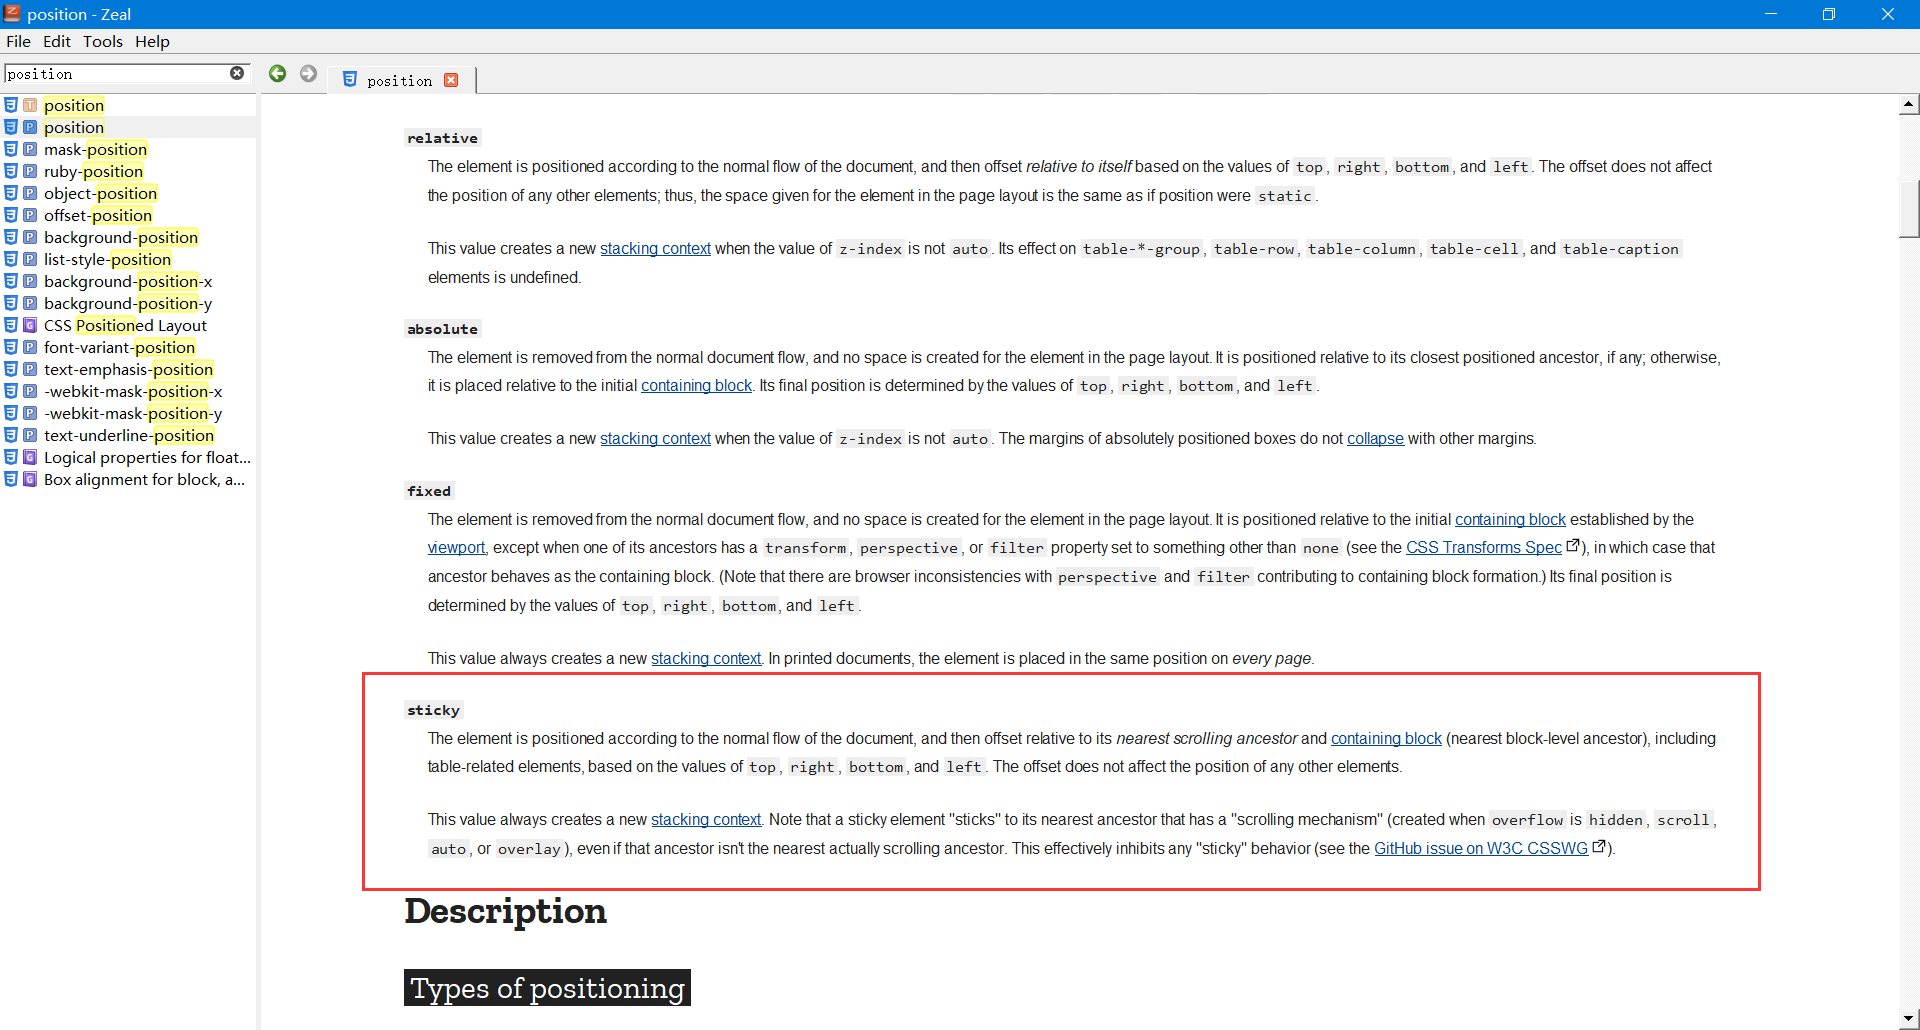 position - Zeal
File Edit Tools Help
position
position
position
position
mask-position
ruby-position
object-position
offset-position
background-position
list-style-position
background-position-x
background-position-y
CSS Positioned Layout
font-variant-position
text-emphasis-position
-webkit-mask-position-x
-webkit-mask-position-y
text-underline-position
Logical properties for float...
Box alignment for block, a...
relative
The element is positioned according to the normal flow of the document, and then offset relative to itself based on the values of top, right, bottom, and left. The offset does not affect
the position of any other elements; thus, the space given for the element in the page layout is the same as if position were static.
This value creates a new stacking context when the value of z-index is not auto. Its effect on table-*-group, table-row, table-column, table-cell, and table-caption
elements is undefined.
absolute
The element is removed from the normal document flow, and no space is created for the element in the page layout. It is positioned relative to its closest positioned ancestor, if any; otherwise,
it is placed relative to the initial containing block. Its final position is determined by the values of top, right, bottom, and left.
This value creates a new stacking context when the value of z-index is not auto. The margins of absolutely positioned boxes do not collapse with other margins.
fixed
The element is removed from the normal document flow, and no space is created for the element in the page layout. It is positioned relative to the initial containing block established by the
viewport, except when one of its ancestors has a transform, perspective, or filter property set to something other than none (see the CSS Transforms Spec), in which case that
ancestor behaves as the containing block. (Note that there are browser inconsistencies with perspective and filter contributing to containing block formation.) Its final position is
determined by the values of top, right, bottom, and left.
This value always creates a new stacking context. In printed documents, the element is placed in the same position on every page.
sticky
The element is positioned according to the normal flow of the document, and then offset relative to its nearest scrolling ancestor and containing block (nearest block-level ancestor), including
table-related elements, based on the values of top, right, bottom, and left. The offset does not affect the position of any other elements.
This value always creates a new stacking context. Note that a sticky element "sticks" to its nearest ancestor that has a "scrolling mechanism" (created when overflow is hidden, scroll,
auto, or overlay), even if that ancestor isn't the nearest actually scrolling ancestor. This effectively inhibits any "sticky" behavior (see the GitHub issue on W3C CSSWG).
Description
Types of positioning